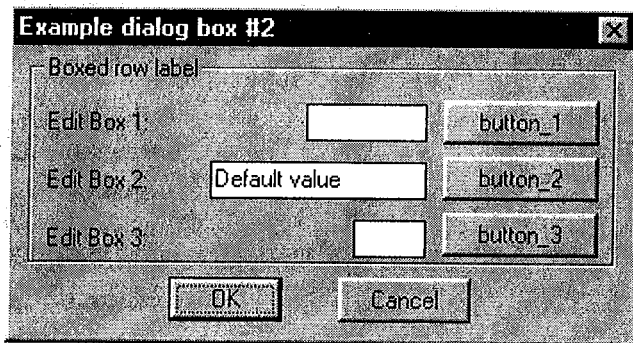 Example dialog box #2
Boxed row label
Edit Box 1: button_1
Edit Box 2: Default value button_2
Edit Box 3: button_3
OK Cancel